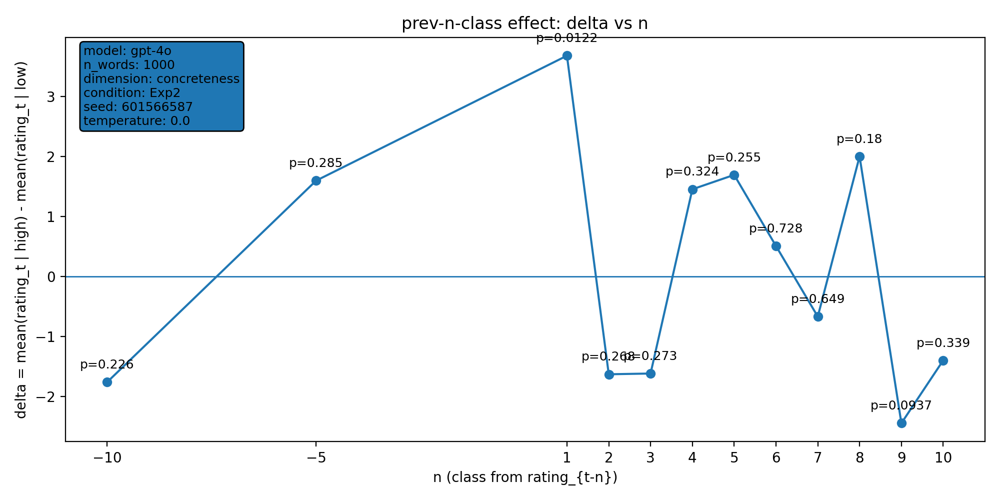 prev-n-class effect: delta vs n
model: gpt-4o
n_words: 1000
dimension: concreteness
condition: Exp2
seed: 601566587
temperature: 0.0
delta = mean(rating_t | high) - mean(rating_t | low)
3
2
1
0
−1
−2
p=0.226
p=0.285
p=0.0122
p=0.268
p=0.273
p=0.324
p=0.255
p=0.728
p=0.649
p=0.18
p=0.0937
p=0.339
−10 −5 1 2 3 4 5 6 7 8 9 10
n (class from rating_{t-n})